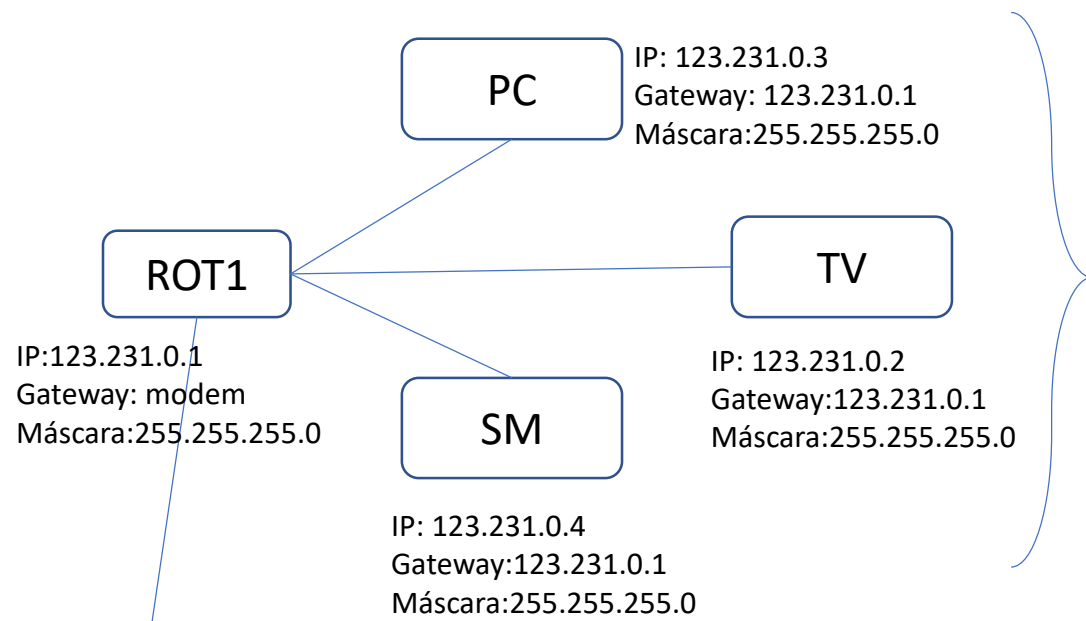 PC
IP: 123.231.0.3
Gateway: 123.231.0.1
Máscara:255.255.255.0
ROT1
IP:123.231.0.1
Gateway: modem
Máscara:255.255.255.0
TV
IP: 123.231.0.2
Gateway:123.231.0.1
Máscara:255.255.255.0
SM
IP: 123.231.0.4
Gateway:123.231.0.1
Máscara:255.255.255.0